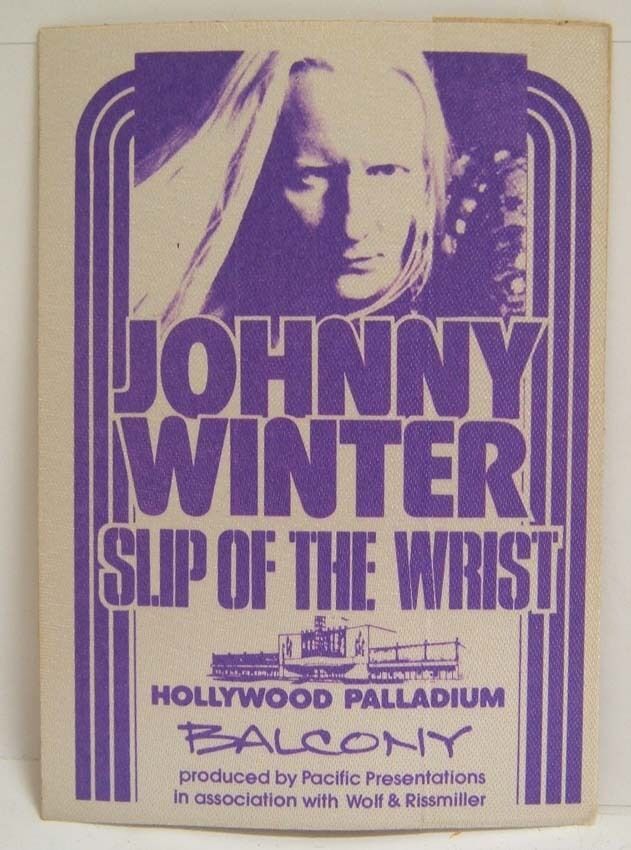 JOHNNY
WINTER
SLIP OF THE WRIST
HOLLYWOOD PALLADIUM
BALCONY
produced by Pacific Presentations
in association with Wolf & Rissmiller